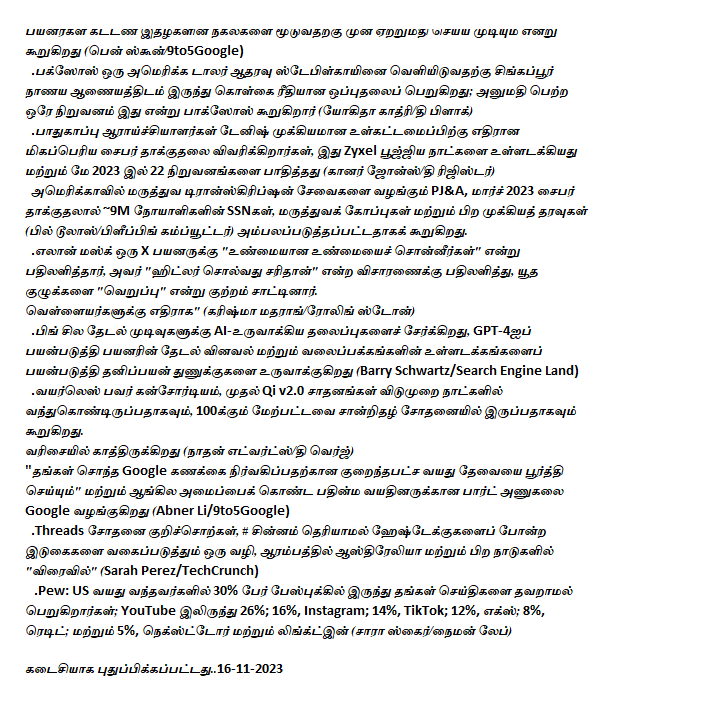 பயனர்கள் கட்டண இதழ்களின் நகல்களை மூடுவதற்கு முன் ஏற்றுமதி செய்ய முடியும் என்று
கூறுகிறது (பென் ஸ்கூன்/9to5Google)
.பக்ஸோஸ் ஒரு அமெரிக்க டாலர் ஆதரவு ஸ்டேபிள்காயினை வெளியிடுவதற்கு சிங்கப்பூர்
நாணய ஆணையத்திடம் இருந்து கொள்கை ரீதியான ஒப்புதலைப் பெறுகிறது; அனுமதி பெற்ற
ஒரே நிறுவனம் இது என்று பாக்ஸோஸ் கூறுகிறார் (யோகிதா காத்ரி/தி பிளாக்)
.பாதுகாப்பு ஆராய்ச்சியாளர்கள் டேனிஷ் முக்கியமான உள்கட்டமைப்பிற்கு எதிரான
மிகப்பெரிய சைபர் தாக்குதலை விவரிக்கிறார்கள், இது Zyxel பூஜ்ஜிய நாட்களை உள்ளடக்கியது
மற்றும் மே 2023 இல் 22 நிறுவனங்களை பாதித்தது (கானர் ஜோன்ஸ்/தி ரிஜிஸ்டர்)
அமெரிக்காவில் மருத்துவ டிரான்ஸ்கிரிப்ஷன் சேவைகளை வழங்கும் PJ&A, மார்ச் 2023 சைபர்
தாக்குதலால் ~9M நோயாளிகளின் SSNகள், மருத்துவக் கோப்புகள் மற்றும் பிற முக்கியத் தரவுகள்
(பில் டூலாஸ்/பிளீப்பிங் கம்ப்யூட்டர்) அம்பலப்படுத்தப்பட்டதாகக் கூறுகிறது.
.எலான் மஸ்க் ஒரு X பயனருக்கு "உண்மையான உண்மையைச் சொன்னீர்கள்" என்று
பதிலளித்தார், அவர் "ஹிட்லர் சொல்வது சரிதான்" என்ற விசாரணைக்கு பதிலளித்து, யூத
குழுக்களை "வெறுப்பு" என்று குற்றம் சாட்டினார்.
வெள்ளையர்களுக்கு எதிராக" (கரிஷ்மா மதராங்/ரோலிங் ஸ்டோன்)
.பிங் சில தேடல் முடிவுகளுக்கு AI-உருவாக்கிய தலைப்புகளைச் சேர்க்கிறது, GPT-4ஐப்
பயன்படுத்தி பயனரின் தேடல் வினவல் மற்றும் வலைப்பக்கங்களின் உள்ளடக்கங்களைப்
பயன்படுத்தி தனிப்பயன் துணுக்குகளை உருவாக்குகிறது (Barry Schwartz/Search Engine Land)
.வயர்லெஸ் பவர் கன்சோர்டியம், முதல் Qi v2.0 சாதனங்கள் விடுமுறை நாட்களில்
வந்துகொண்டிருப்பதாகவும், 100க்கும் மேற்பட்டவை சான்றிதழ் சோதனையில் இருப்பதாகவும்
கூறுகிறது.
வரிசையில் காத்திருக்கிறது (நாதன் எட்வர்ட்ஸ்/தி வெர்ஜ்)
"தங்கள் சொந்த Google கணக்கை நிர்வகிப்பதற்கான குறைந்தபட்ச வயது தேவையை பூர்த்தி
செய்யும்" மற்றும் ஆங்கில அமைப்பைக் கொண்ட பதின்ம வயதினருக்கான பார்ட் அணுகலை
Google வழங்குகிறது (Abner Li/9to5Google)
.Threads சோதனை குறிச்சொற்கள், # சின்னம் தெரியாமல் ஹேஷ்டேக்குகளைப் போன்ற
இடுகைகளை வகைப்படுத்தும் ஒரு வழி, ஆரம்பத்தில் ஆஸ்திரேலியா மற்றும் பிற நாடுகளில்
"விரைவில்" (Sarah Perez/TechCrunch)
.Pew: US வயது வந்தவர்களில் 30% பேர் பேஸ்புக்கில் இருந்து தங்கள் செய்திகளை தவறாமல்
பெறுகிறார்கள்; YouTube இலிருந்து 26%; 16%, Instagram; 14%, TikTok; 12%, எக்ஸ்; 8%,
ரெடிட்; மற்றும் 5%, நெக்ஸ்ட்டோர் மற்றும் லிங்க்ட்இன் (சாரா ஸ்கைர்/நைமன் லேப்)
கடைசியாக புதுப்பிக்கப்பட்டது..16-11-2023